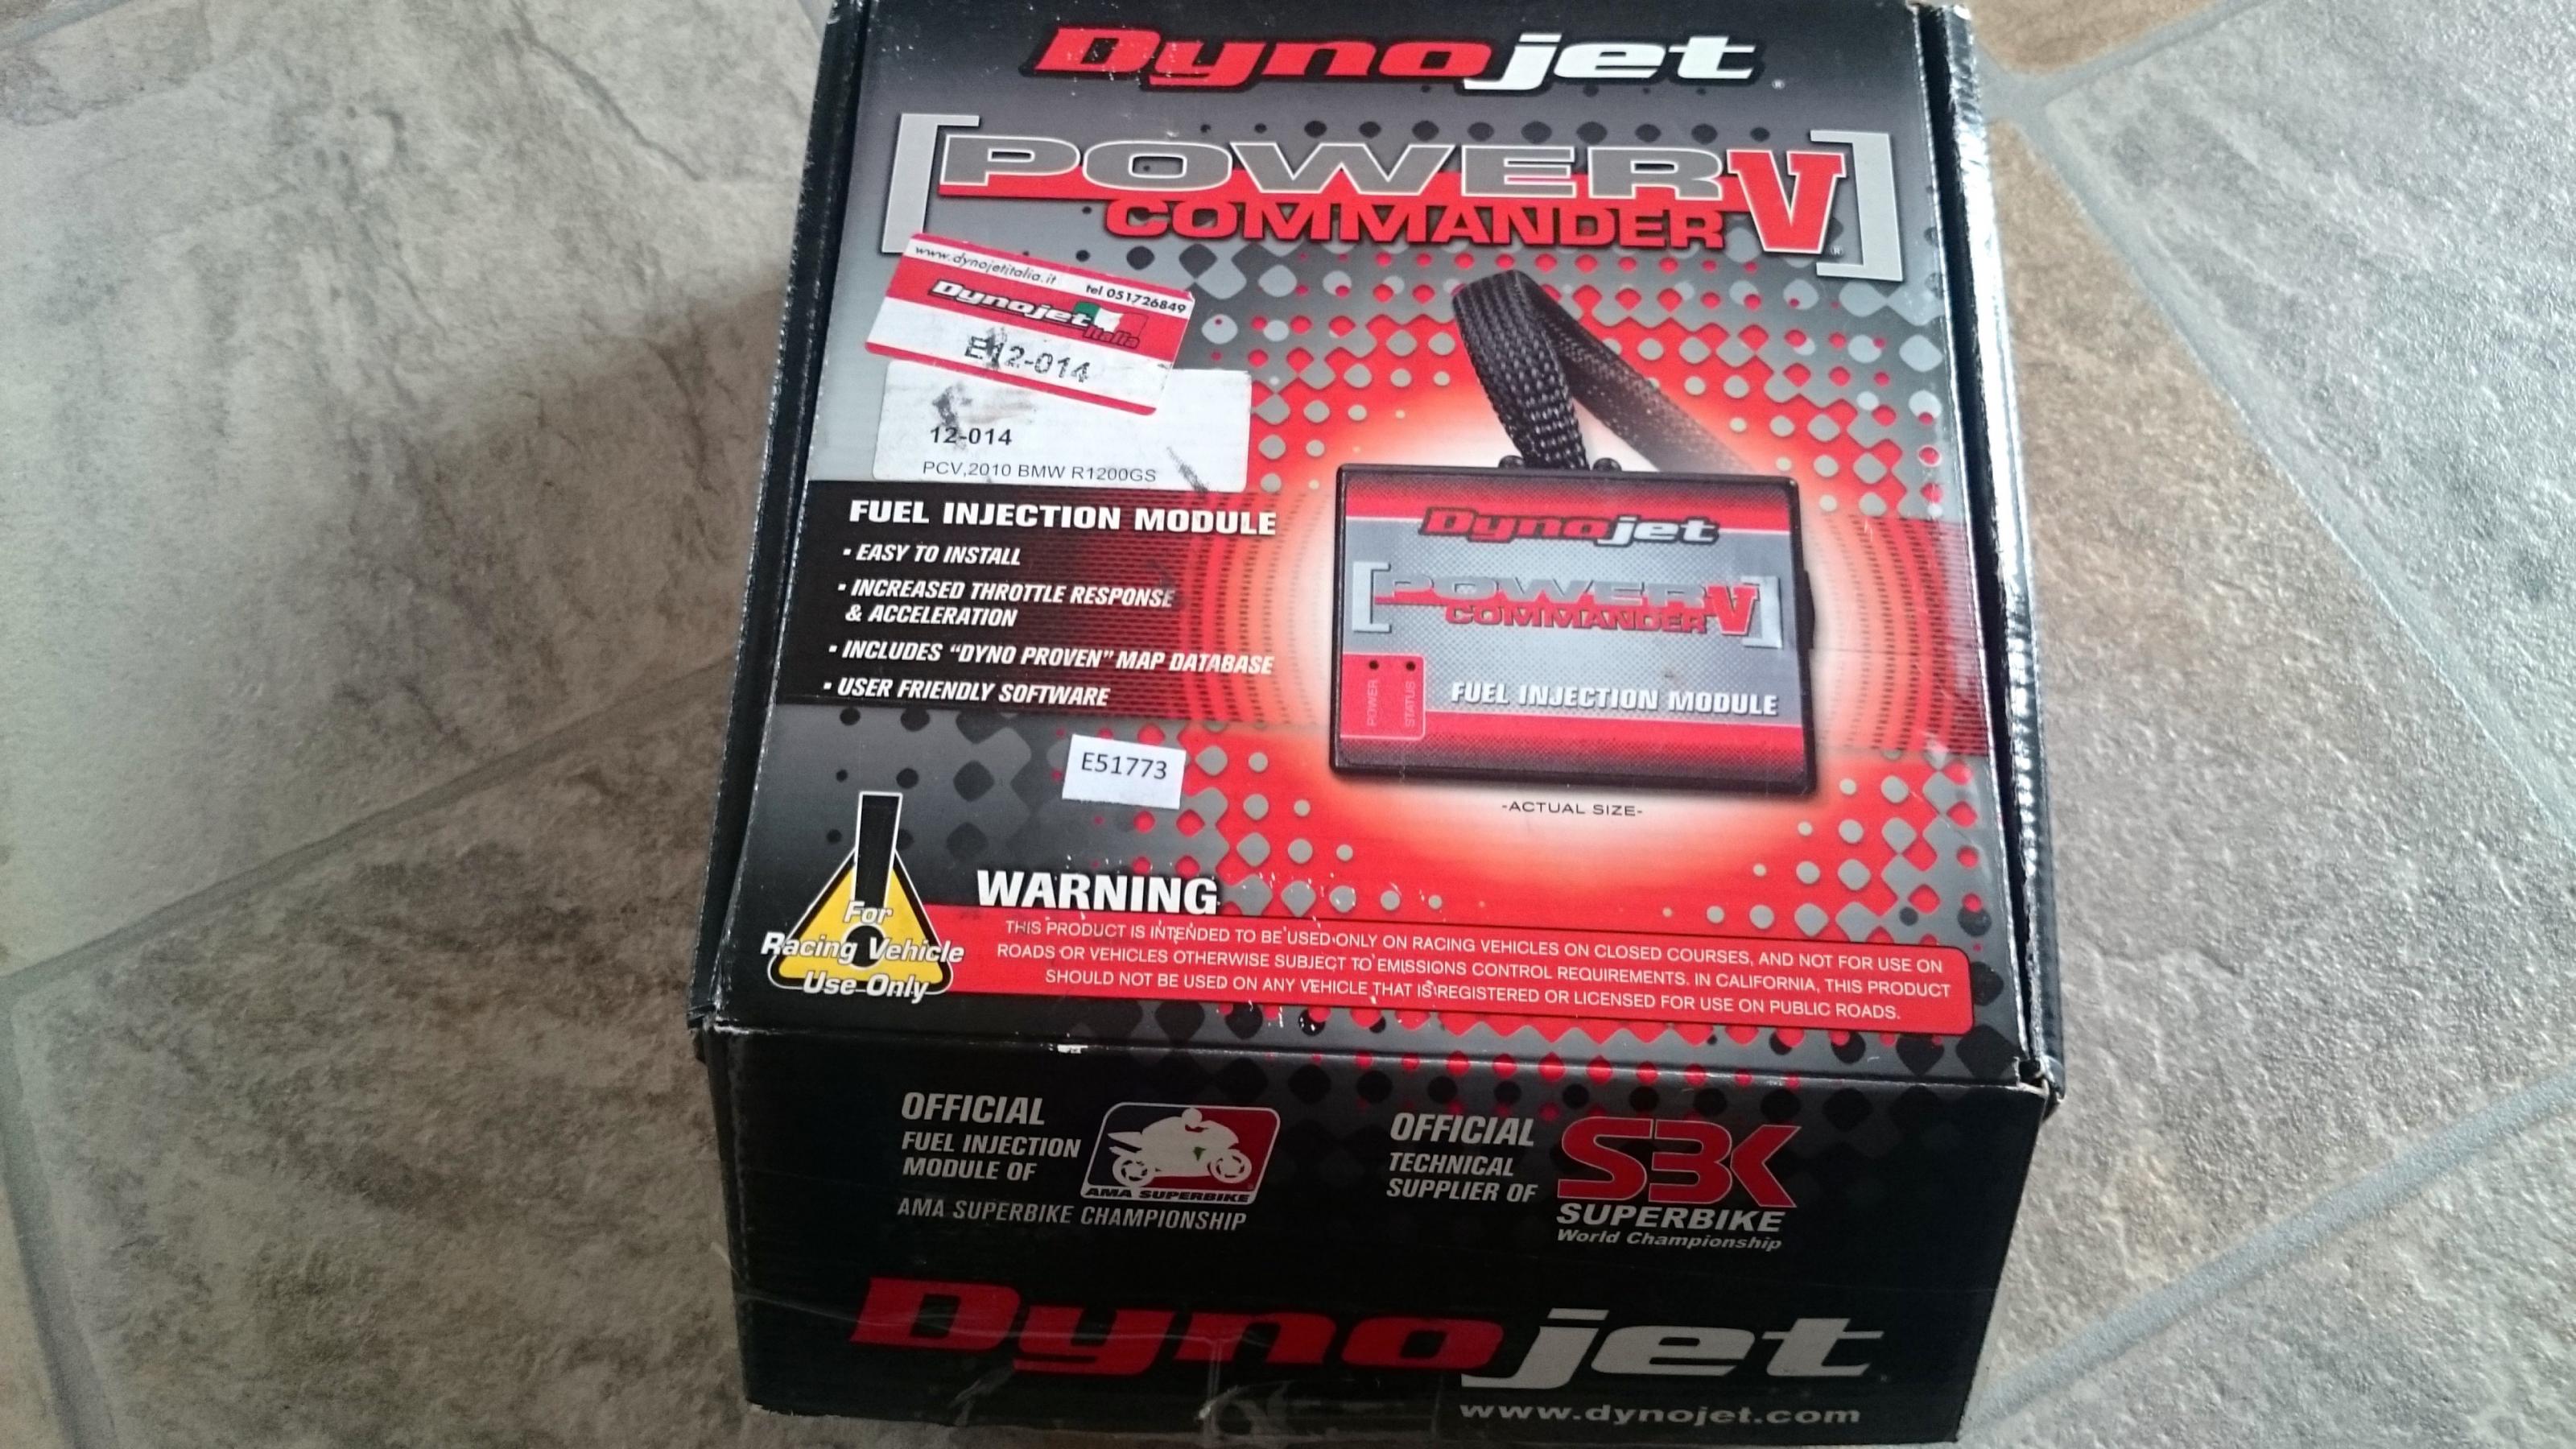 Dynojet
[POWER V]
COMMANDER
www.dynojetitalia.it
tel 051726849
Dynojet Italia
E12-014
12-014
PCV,2010 BMW R1200GS
FUEL INJECTION MODULE
· EASY TO INSTALL
· INCREASED THROTTLE RESPONSE
& ACCELERATION
· INCLUDES “DYNO PROVEN” MAP DATABASE
· USER FRIENDLY SOFTWARE
Dynojet
[POWER V]
COMMANDER
POWER
STATUS
FUEL INJECTION MODULE
-ACTUAL SIZE-
E51773
For
Racing Vehicle
Use Only
WARNING
THIS PRODUCT IS INTENDED TO BE USED ONLY ON RACING VEHICLES ON CLOSED COURSES, AND NOT FOR USE ON
ROADS OR VEHICLES OTHERWISE SUBJECT TO EMISSIONS CONTROL REQUIREMENTS. IN CALIFORNIA, THIS PRODUCT
SHOULD NOT BE USED ON ANY VEHICLE THAT IS REGISTERED OR LICENSED FOR USE ON PUBLIC ROADS.
OFFICIAL
FUEL INJECTION
MODULE OF
AMA SUPERBIKE
AMA SUPERBIKE CHAMPIONSHIP
OFFICIAL
TECHNICAL
SUPPLIER OF
SBK
SUPERBIKE
World Championship
Dynojet
www.dynojet.com